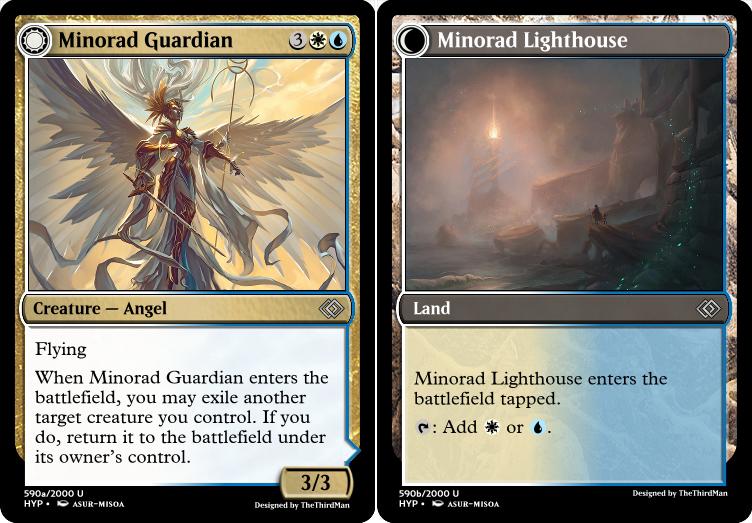 Minorad Guardian 3
Creature — Angel
Flying
When Minorad Guardian enters the
battlefield, you may exile another
target creature you control. If you
do, return it to the battlefield under
its owner's control.
3/3
590a/2000 U
HYP • ASUR-MISOA
Designed by TheThirdMan
Minorad Lighthouse
Land
Minorad Lighthouse enters the
battlefield tapped.
: Add or .
590b/2000 U
HYP • ASUR-MISOA
Designed by TheThirdMan